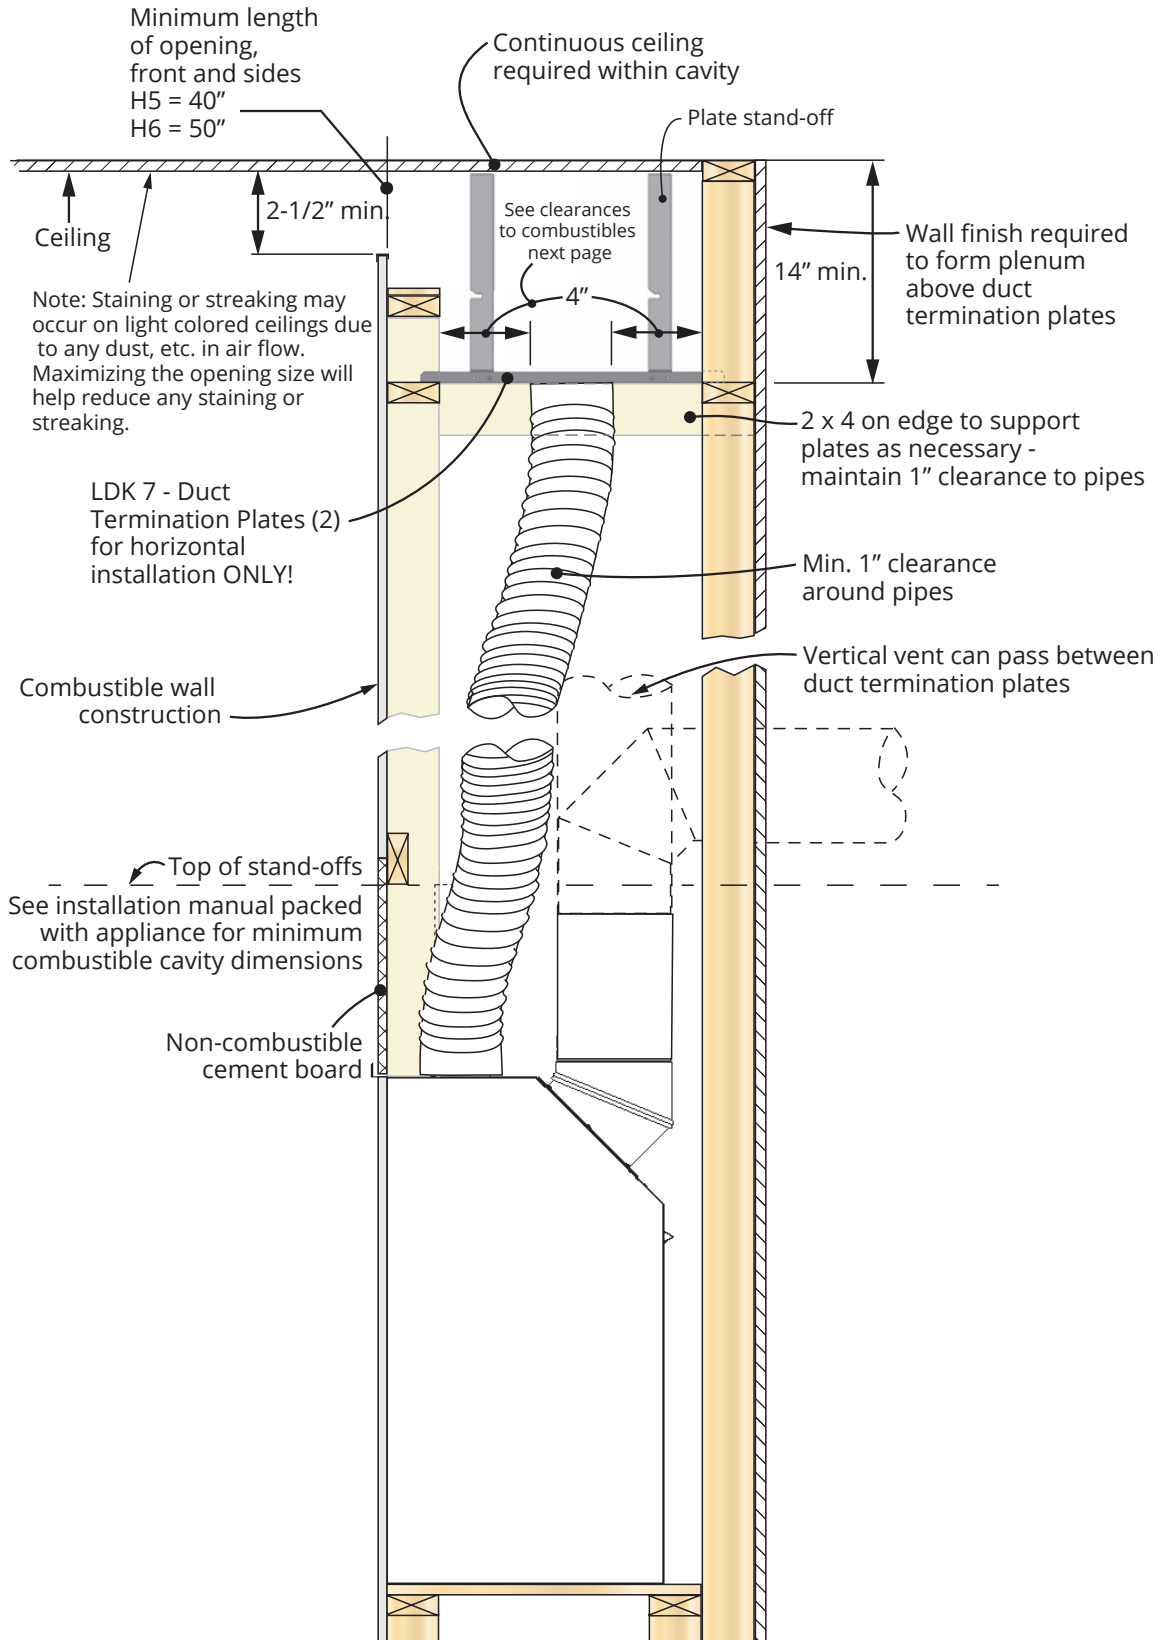 Minimum length
of opening,
front and sides
H5 = 40”
H6 = 50”
Continuous ceiling
required within cavity
Plate stand-off
2-1/2” min.
Ceiling
See clearances
to combustibles
next page
4”
14” min.
Wall finish required
to form plenum
above duct
termination plates
Note: Staining or streaking may
occur on light colored ceilings due
to any dust, etc. in air flow.
Maximizing the opening size will
help reduce any staining or
streaking.
2 x 4 on edge to support
plates as necessary -
maintain 1” clearance to pipes
LDK 7 - Duct
Termination Plates (2)
for horizontal
installation ONLY!
Min. 1” clearance
around pipes
Vertical vent can pass between
duct termination plates
Combustible wall
construction
Top of stand-offs
See installation manual packed
with appliance for minimum
combustible cavity dimensions
Non-combustible
cement board